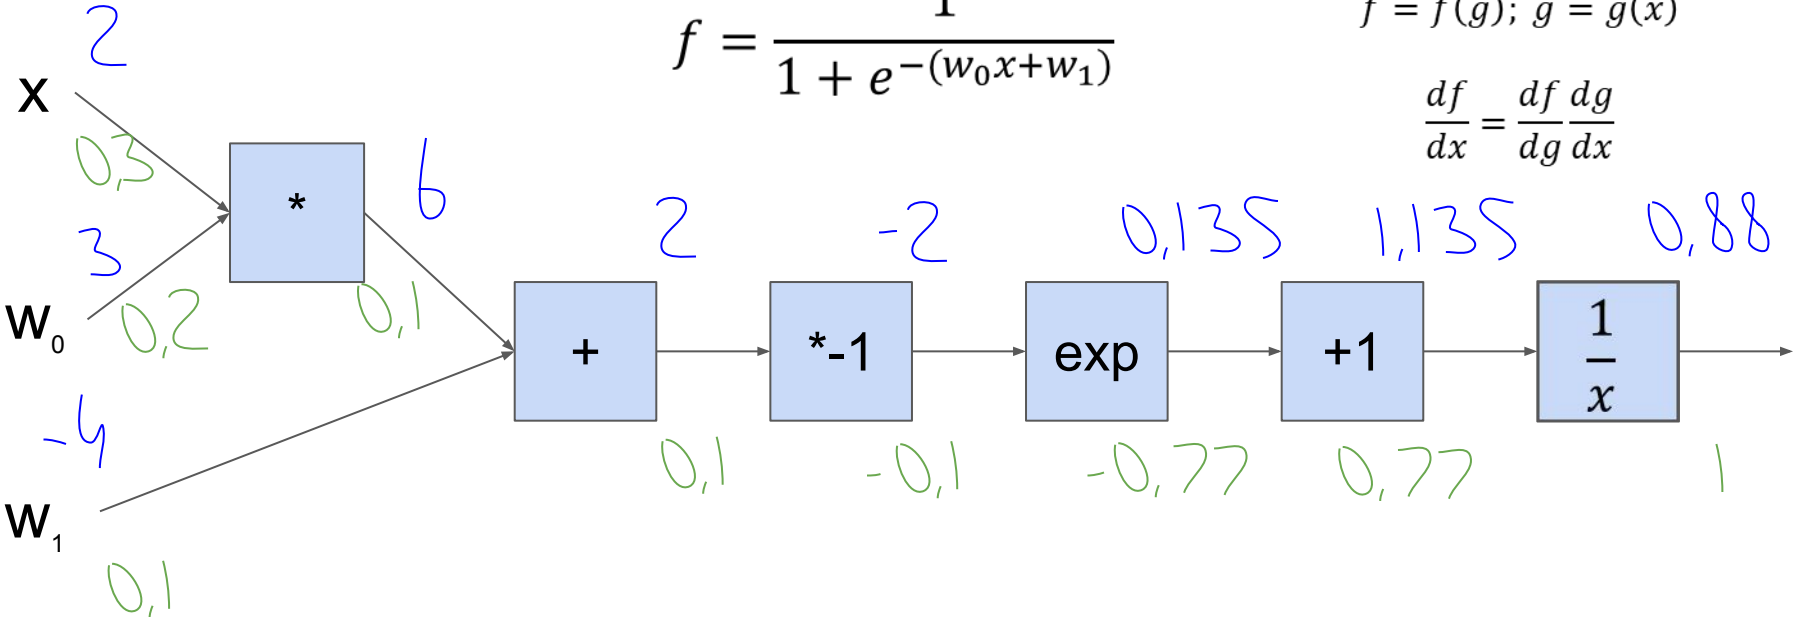 2
x
0,3
3
w₀
0,2
-4
w₁
0,1
*
6
0,1
f = 1 / (1 + e^-(w₀x+w₁))
f = f(g); g = g(x)
df/dx = df/dg dg/dx
2 -2 0,135 1,135 0,88
+ *-1 exp +1 1/x
0,1 -0,1 -0,77 0,77 1